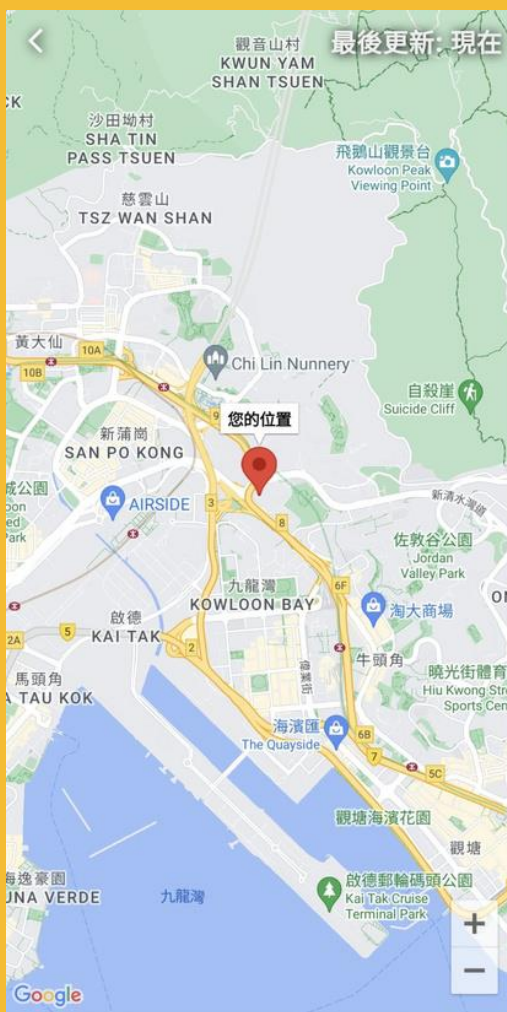 最後更新: 現在
觀音山村
KWUN YAM
SHAN TSUEN
CK
沙田坳村
SHA TIN
PASS TSUEN
飛鵝山觀景台
Kowloon Peak
Viewing Point
慈雲山
TSZ WAN SHAN
黃大仙
10A
10B
Chi Lin Nunnery
自殺崖
Suicide Cliff
9
您的位置
新蒲崗
SAN PO KONG
城公園
oon
ed
Park
AIRSIDE
3
8
新清水灣道
佐敦谷公園
Jordan
Valley Park
九龍灣
KOWLOON BAY
6F
淘大商場
啟德
KAI TAK
5
2A
2
偉業街
牛頭角
馬頭角
A TAU KOK
曉光街體育
Hiu Kwong Str
Sports Cen
海濱匯
The Quayside
6B
7
5C
觀塘海濱花園
觀塘
海逸豪園
UNA VERDE
九龍灣
啟德郵輪碼頭公園
Kai Tak Cruise
Terminal Park
+
−
Google